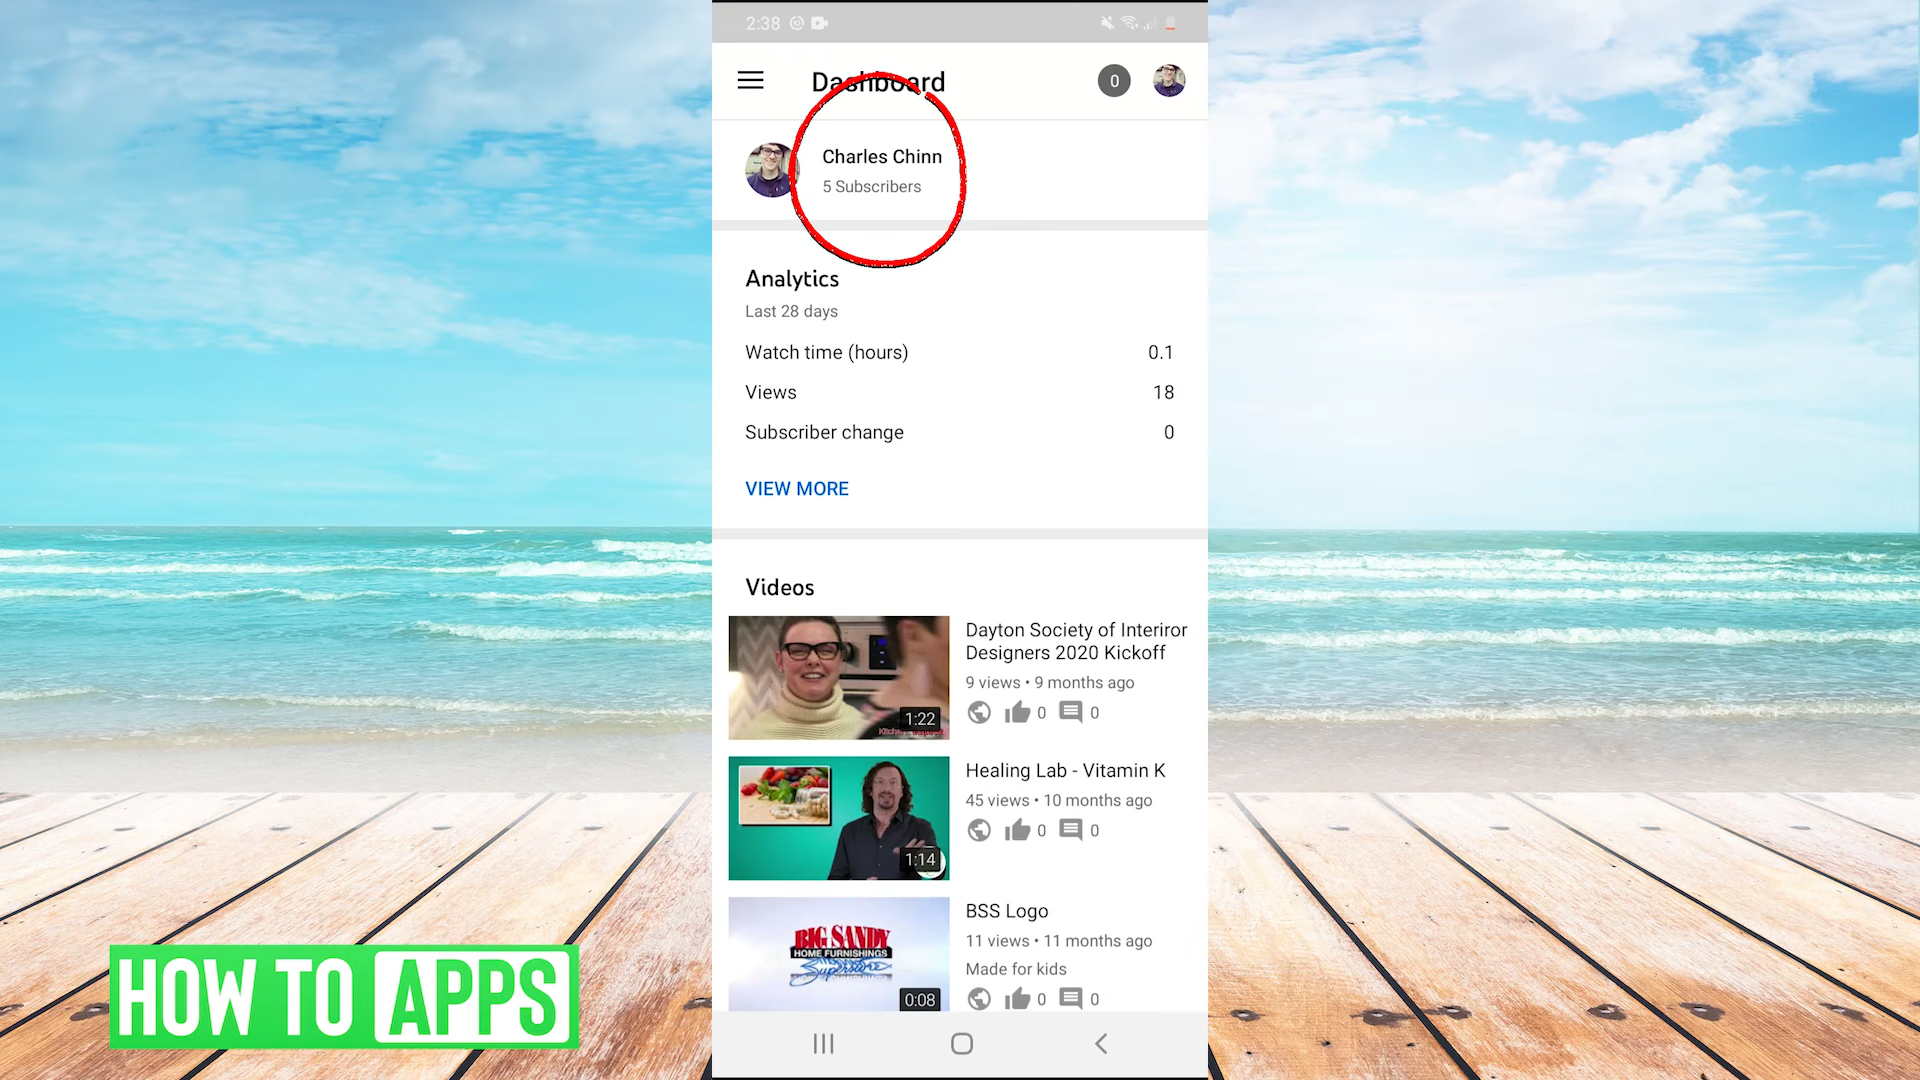 2:38
Dashboard
0
Charles Chinn
5 Subscribers
Analytics
Last 28 days
Watch time (hours) 0.1
Views 18
Subscriber change 0
VIEW MORE
Videos
1:22
Dayton Society of Interiror
Designers 2020 Kickoff
9 views • 9 months ago
0 0
1:14
Healing Lab - Vitamin K
45 views • 10 months ago
0 0
BIG SANDY
HOME FURNISHINGS
Superstore
0:08
BSS Logo
11 views • 11 months ago
Made for kids
0 0
HOW TO APPS